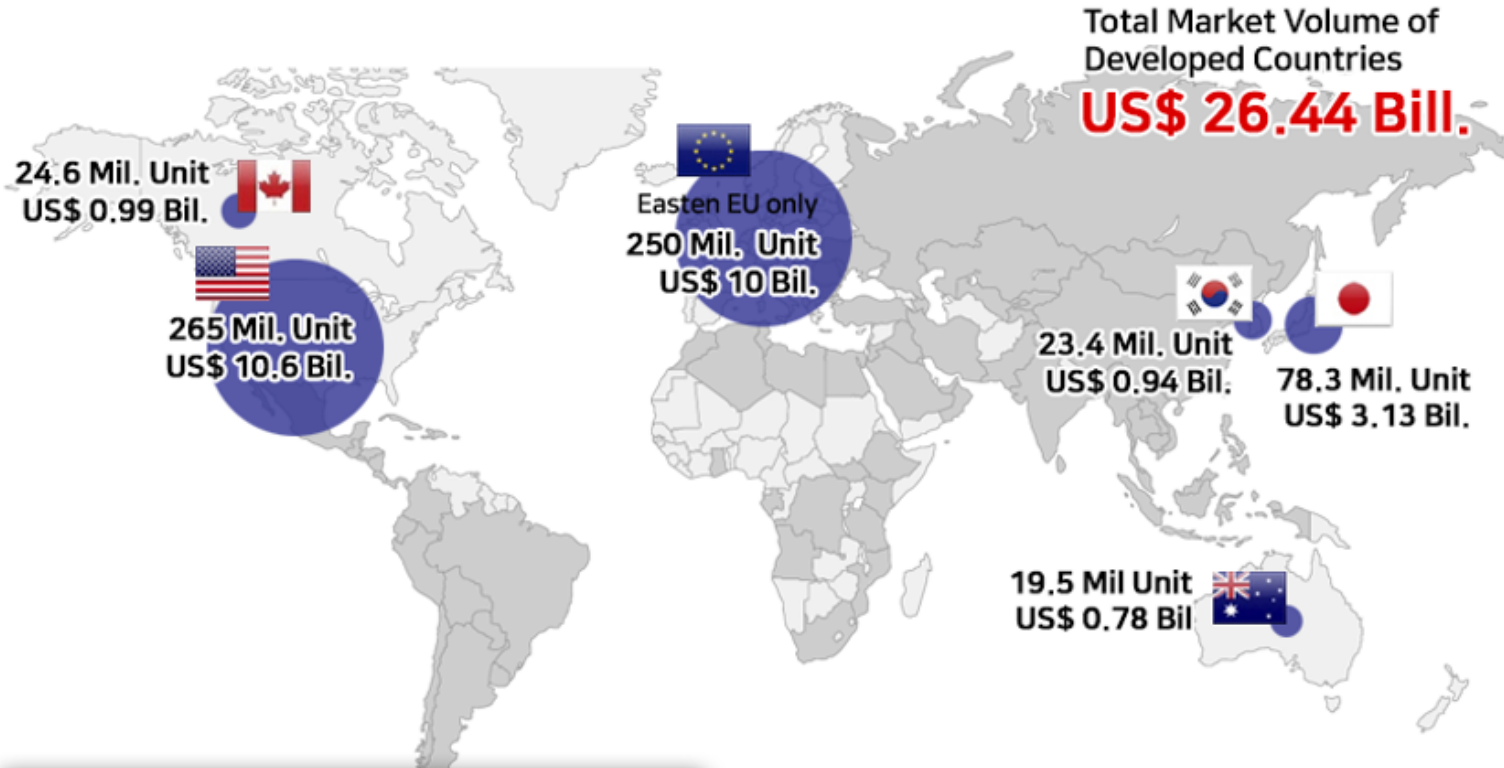 Total Market Volume of
Developed Countries
US$ 26.44 Bill.
24.6 Mil. Unit
US$ 0.99 Bil.
265 Mil. Unit
US$ 10.6 Bil.
Easten EU only
250 Mil. Unit
US$ 10 Bil.
23.4 Mil. Unit
US$ 0.94 Bil.
78.3 Mil. Unit
US$ 3.13 Bil.
19.5 Mil Unit
US$ 0.78 Bil